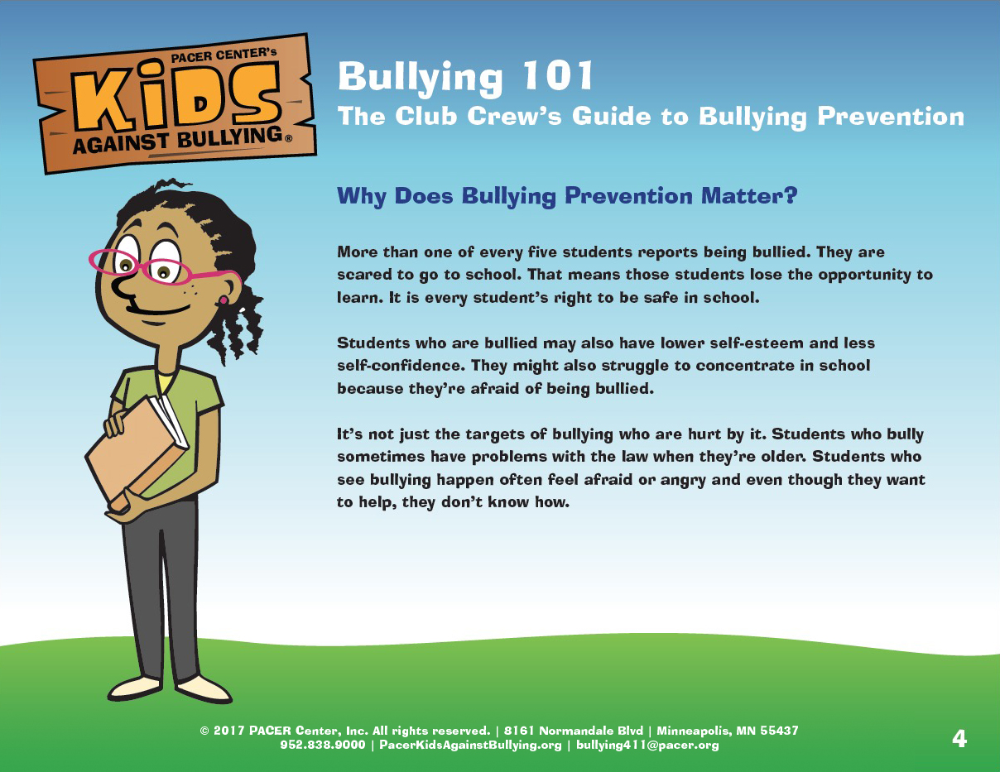 PACER CENTER's
KiDS
AGAINST BULLYING®
Bullying 101
The Club Crew's Guide to Bullying Prevention
Why Does Bullying Prevention Matter?
More than one of every five students reports being bullied. They are
scared to go to school. That means those students lose the opportunity to
learn. It is every student's right to be safe in school.
Students who are bullied may also have lower self-esteem and less
self-confidence. They might also struggle to concentrate in school
because they're afraid of being bullied.
It's not just the targets of bullying who are hurt by it. Students who bully
sometimes have problems with the law when they're older. Students who
see bullying happen often feel afraid or angry and even though they want
to help, they don't know how.
© 2017 PACER Center, Inc. All rights reserved. | 8161 Normandale Blvd | Minneapolis, MN 55437
952.838.9000 | PacerKidsAgainstBullying.org | bullying411@pacer.org
4